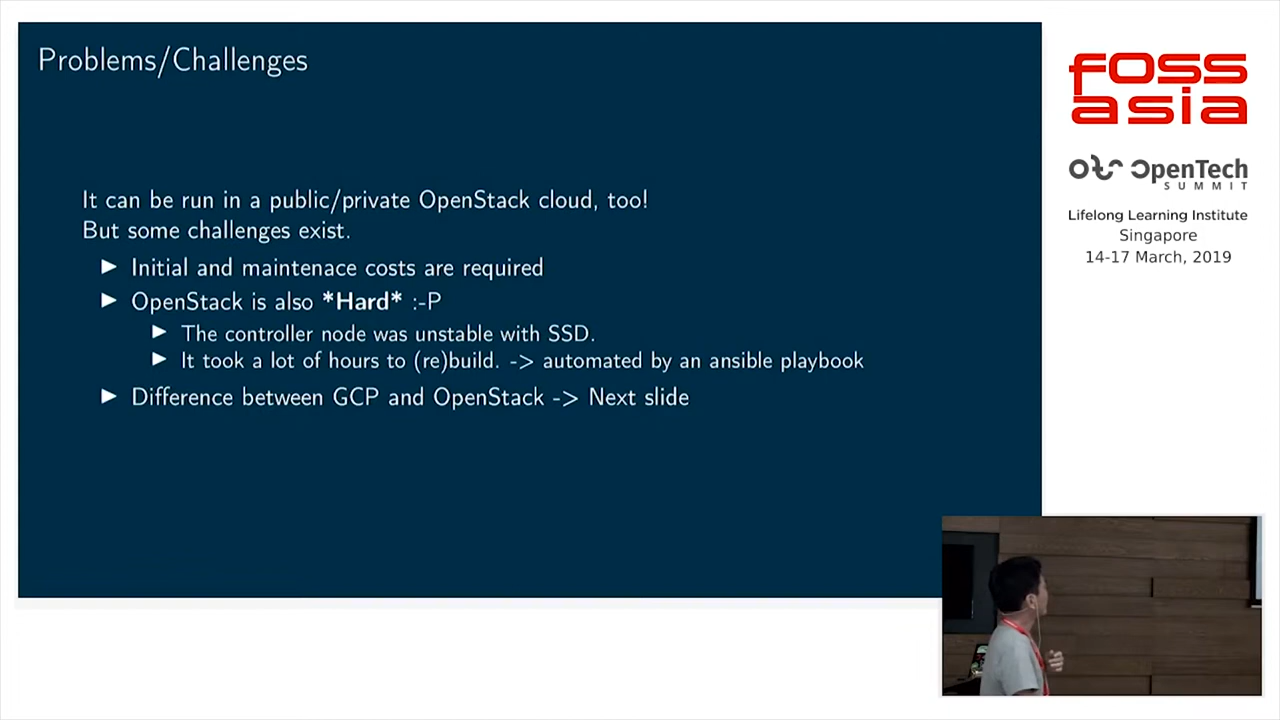 Problems/Challenges
It can be run in a public/private OpenStack cloud, too!
But some challenges exist.
▶ Initial and maintenace costs are required
▶ OpenStack is also *Hard* :-P
▶ The controller node was unstable with SSD.
▶ It took a lot of hours to (re)build. -> automated by an ansible playbook
▶ Difference between GCP and OpenStack -> Next slide
fOSS
asia
OpenTech
SUMMIT
Lifelong Learning Institute
Singapore
14-17 March, 2019